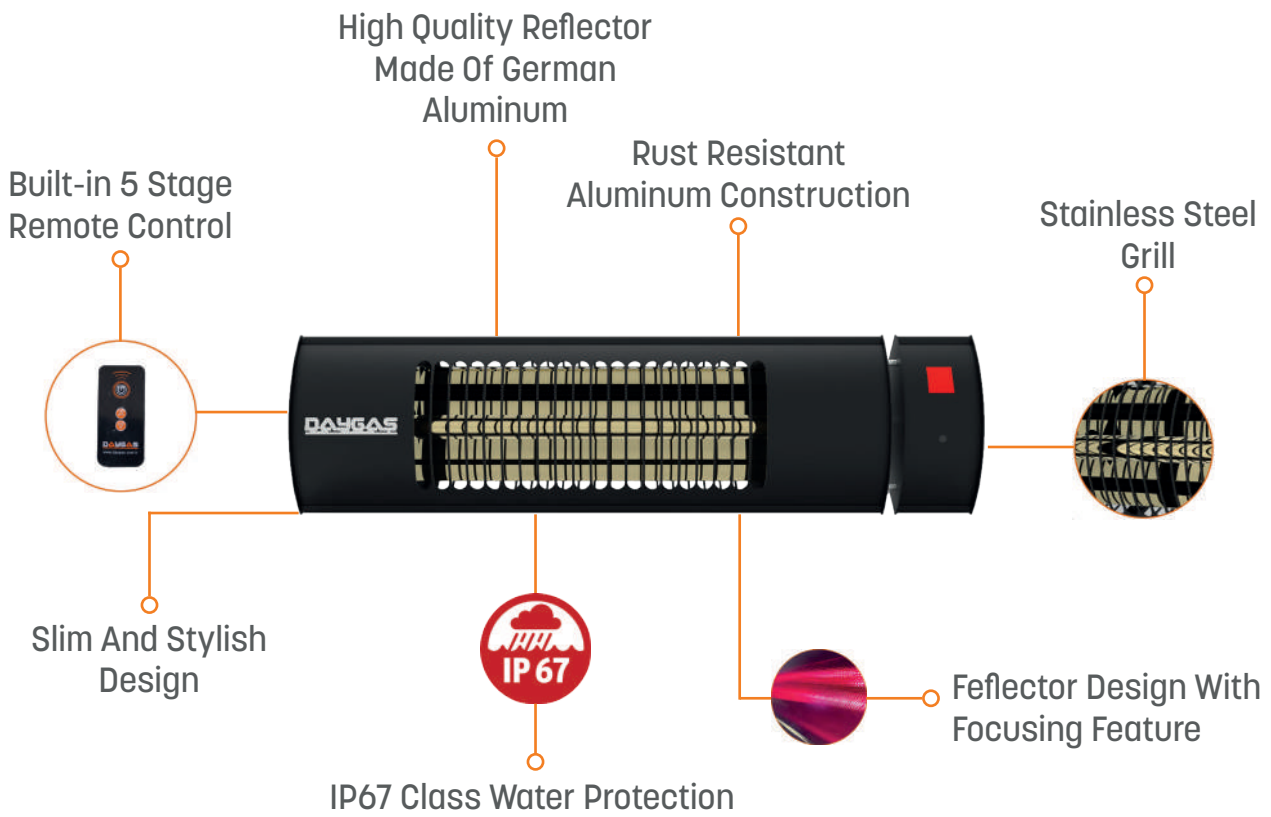 High Quality Reflector
Made Of German
Aluminum
Rust Resistant
Aluminum Construction
Built-in 5 Stage
Remote Control
Stainless Steel
Grill
DAYGAS
DAYGAS
IP 67
Slim And Stylish
Design
Feflector Design With
Focusing Feature
IP67 Class Water Protection